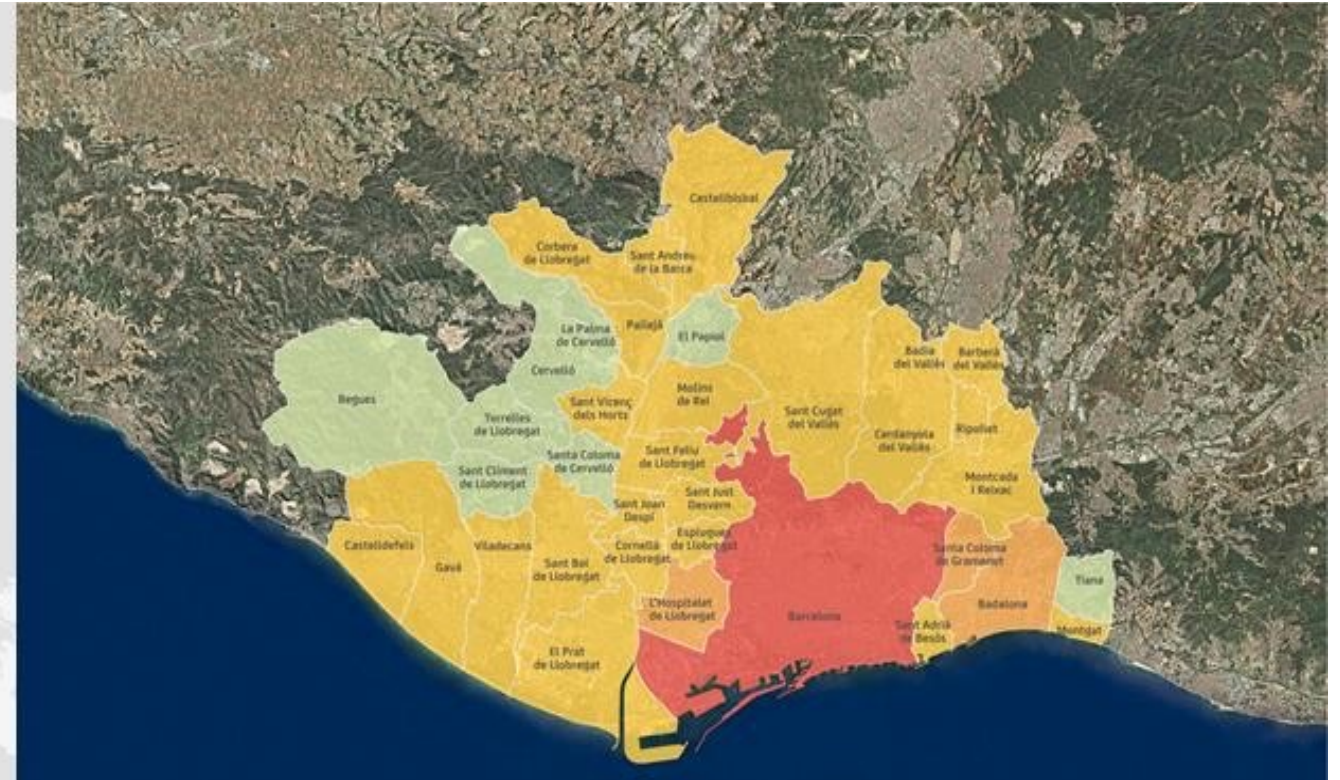 Castellbisbal
Corbera
de Llobregat
Sant Andreu
de la Barca
La Palma
de Cervelló
Pallejà
El Papiol
Badia
del Vallès
Barberà
del Vallès
Cervelló
Begues
Sant Vicenç
dels Horts
Molins
de Rei
Torrelles
de Llobregat
Sant Cugat
del Vallès
Cerdanyola
del Vallès
Ripollet
Santa Coloma
de Cervelló
Sant Feliu
de Llobregat
Sant Climent
de Llobregat
Montcada
i Reixac
Sant Joan
Despí
Sant Just
Desvern
Castelldefels
Gavà
Viladecans
Sant Boi
de Llobregat
Cornellà
de Llobregat
Esplugues
de Llobregat
Santa Coloma
de Gramenet
Tiana
L'Hospitalet
de Llobregat
Barcelona
Badalona
Sant Adrià
de Besòs
Montgat
El Prat
de Llobregat